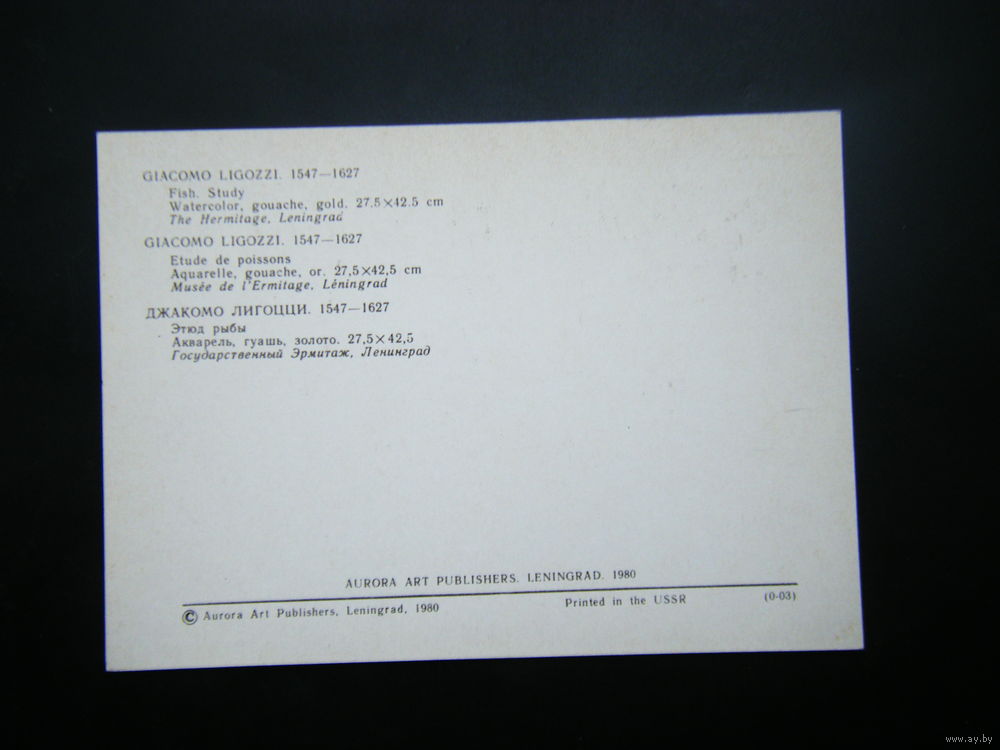 GIACOMO LIGOZZI. 1547—1627
Fish. Study
Watercolor, gouache, gold. 27.5×42.5 cm
The Hermitage, Leningrad
GIACOMO LIGOZZI. 1547—1627
Etude de poissons
Aquarelle, gouache, or. 27,5×42,5 cm
Musée de l'Ermitage, Léningrad
ДЖАКОМО ЛИГОЦЦИ. 1547—1627
Этюд рыбы
Акварель, гуашь, золото. 27,5×42,5
Государственный Эрмитаж, Ленинград
AURORA ART PUBLISHERS. LENINGRAD. 1980
© Aurora Art Publishers, Leningrad, 1980 Printed in the USSR (0-03)
www.ay.by